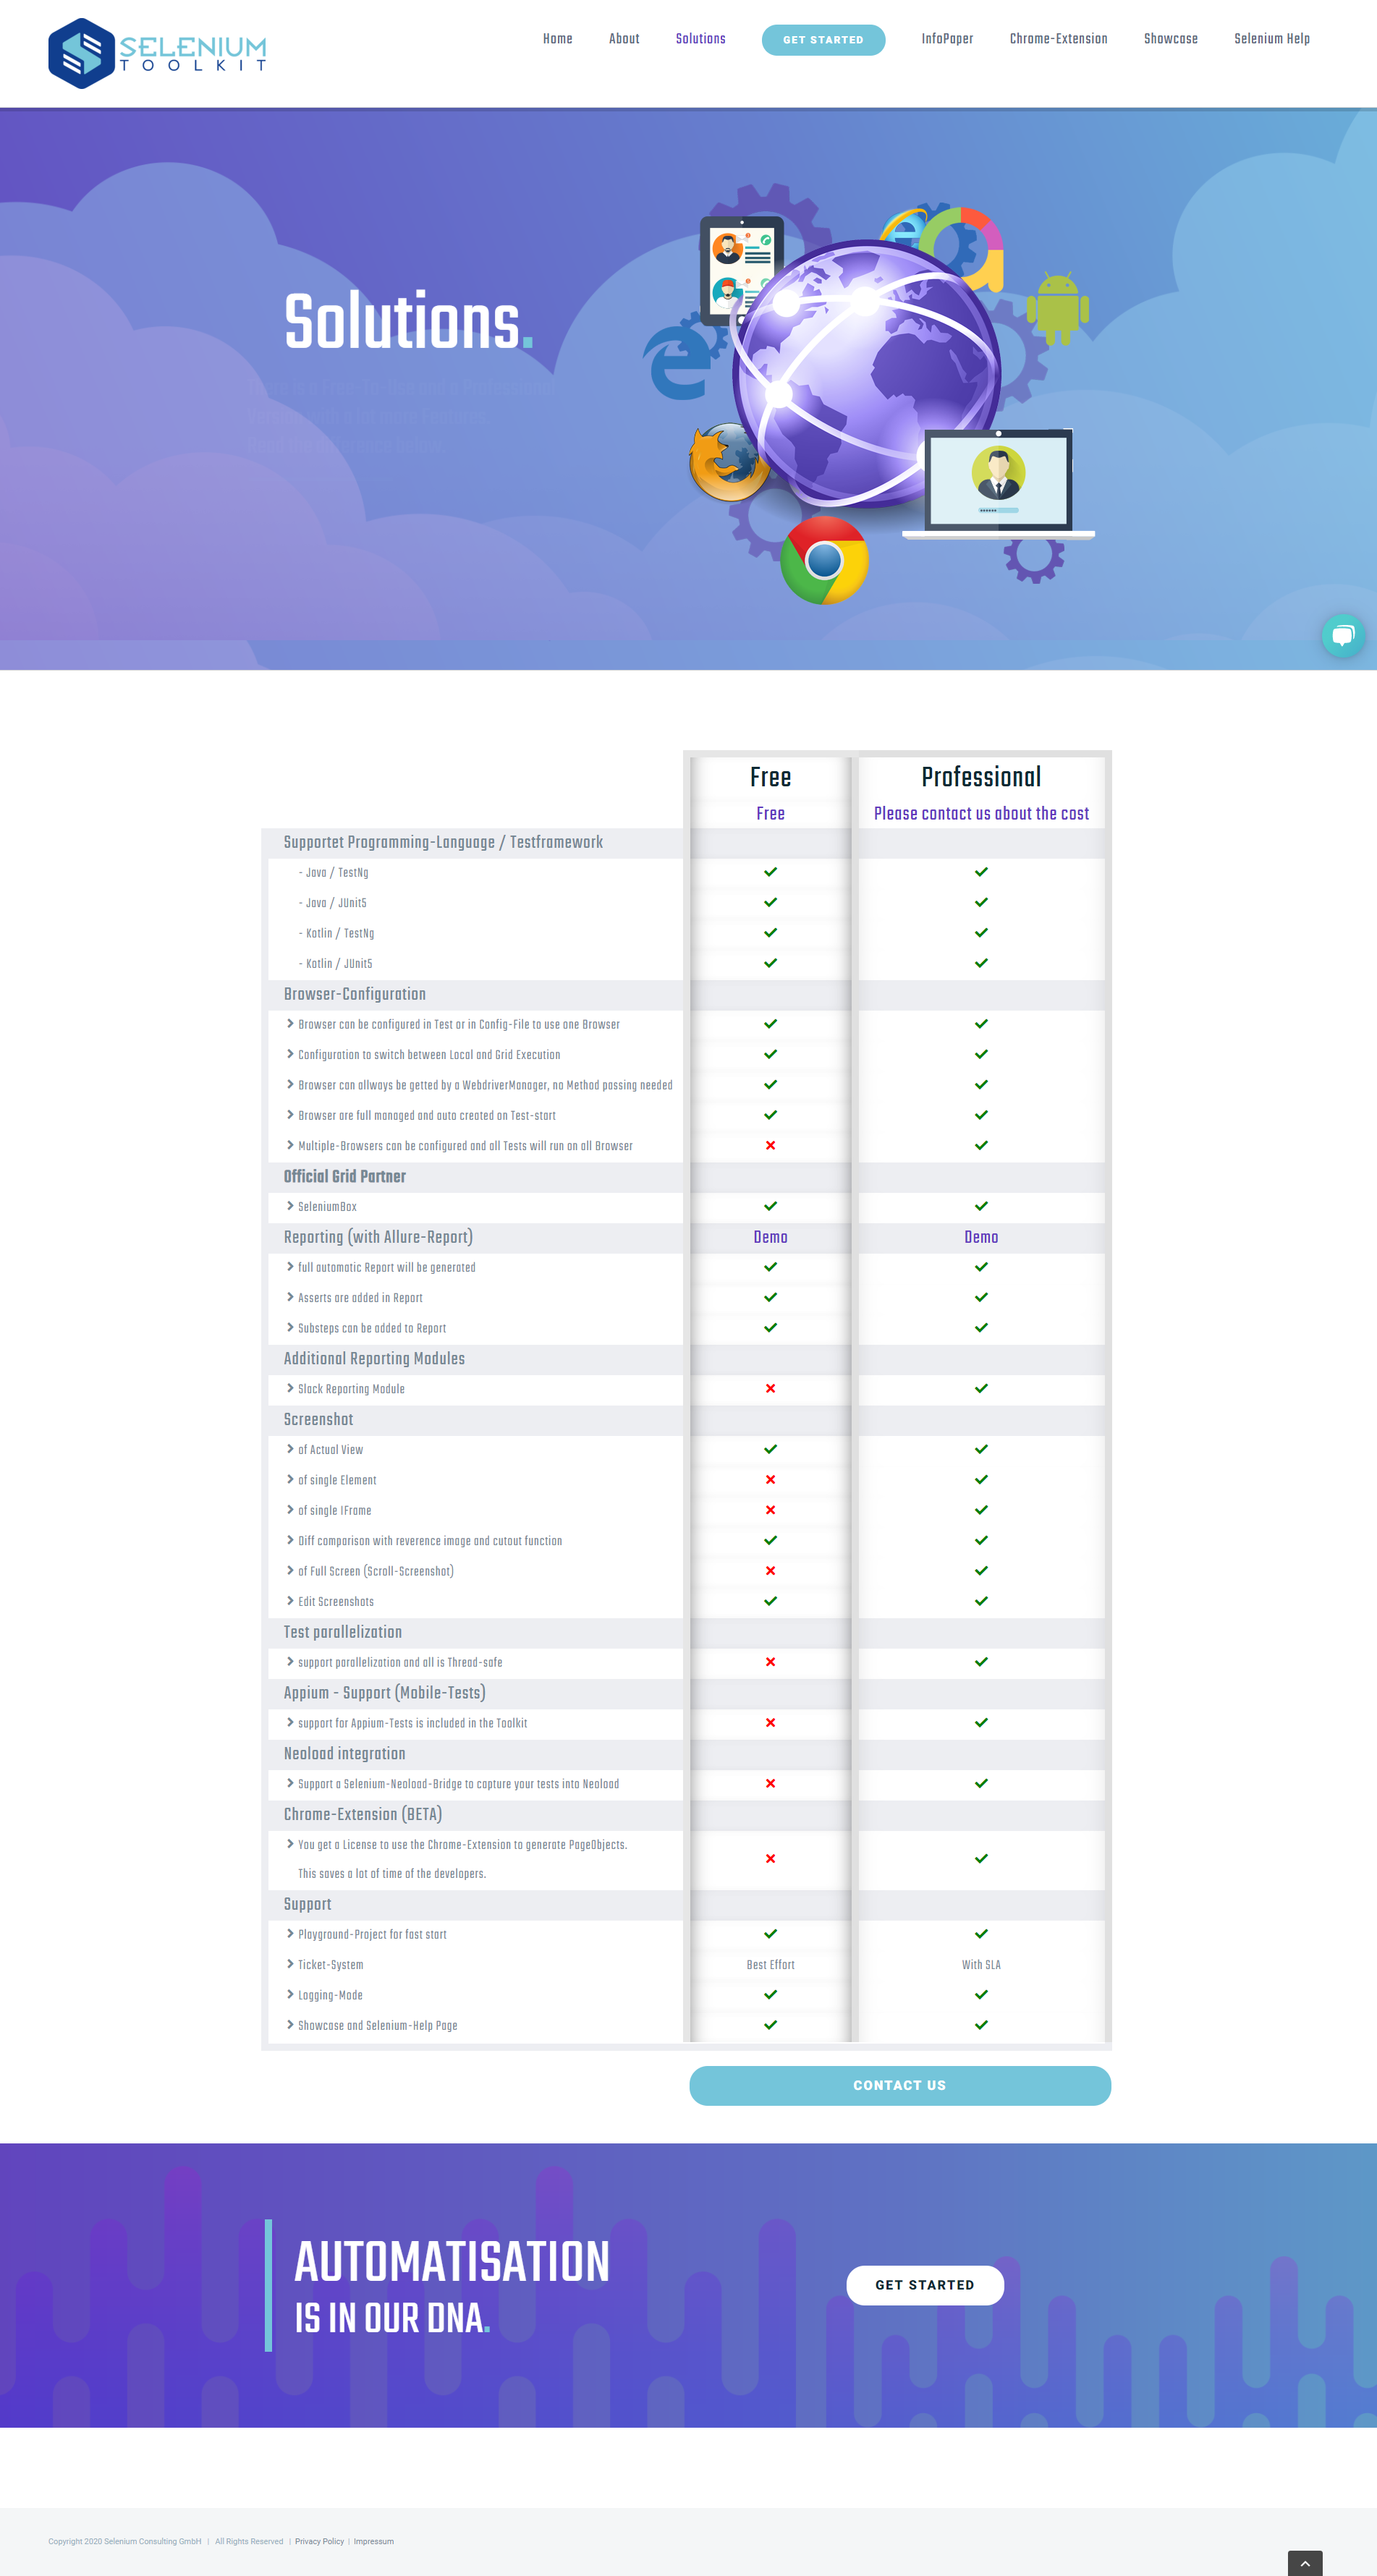 SELENIUM
TOOLKIT
Home About Solutions GET STARTED InfoPaper Chrome-Extension Showcase Selenium Help
Solutions.
Free Professional
Free Please contact us about the cost
Supportet Programming-Language / Testframework
- Java / TestNg
- Java / JUnit5
- Kotlin / TestNg
- Kotlin / JUnit5
Browser-Configuration
Browser can be configured in Test or in Config-File to use one Browser
Configuration to switch between Local and Grid Execution
Browser can allways be getted by a WebdriverManager, no Method passing needed
Browser are full managed and auto created on Test-start
Multiple-Browsers can be configured and all Tests will run on all Browser
Official Grid Partner
SeleniumBox
Reporting (with Allure-Report) Demo Demo
full automatic Report will be generated
Asserts are added in Report
Substeps can be added to Report
Additional Reporting Modules
Slack Reporting Module
Screenshot
of Actual View
of single Element
of single IFrame
Diff comparison with reverence image and cutout function
of Full Screen (Scroll-Screenshot)
Edit Screenshots
Test parallelization
support parallelization and all is Thread-safe
Appium - Support (Mobile-Tests)
support for Appium-Tests is included in the Toolkit
Neoload integration
Support a Selenium-Neoload-Bridge to capture your tests into Neoload
Chrome-Extension (BETA)
You get a License to use the Chrome-Extension to generate PageObjects.
This saves a lot of time of the developers.
Support
Playground-Project for fast start
Ticket-System Best Effort With SLA
Logging-Mode
Showcase and Selenium-Help Page
CONTACT US
AUTOMATISATION
IS IN OUR DNA.
GET STARTED
Copyright 2020 Selenium Consulting GmbH | All Rights Reserved | Privacy Policy | Impressum